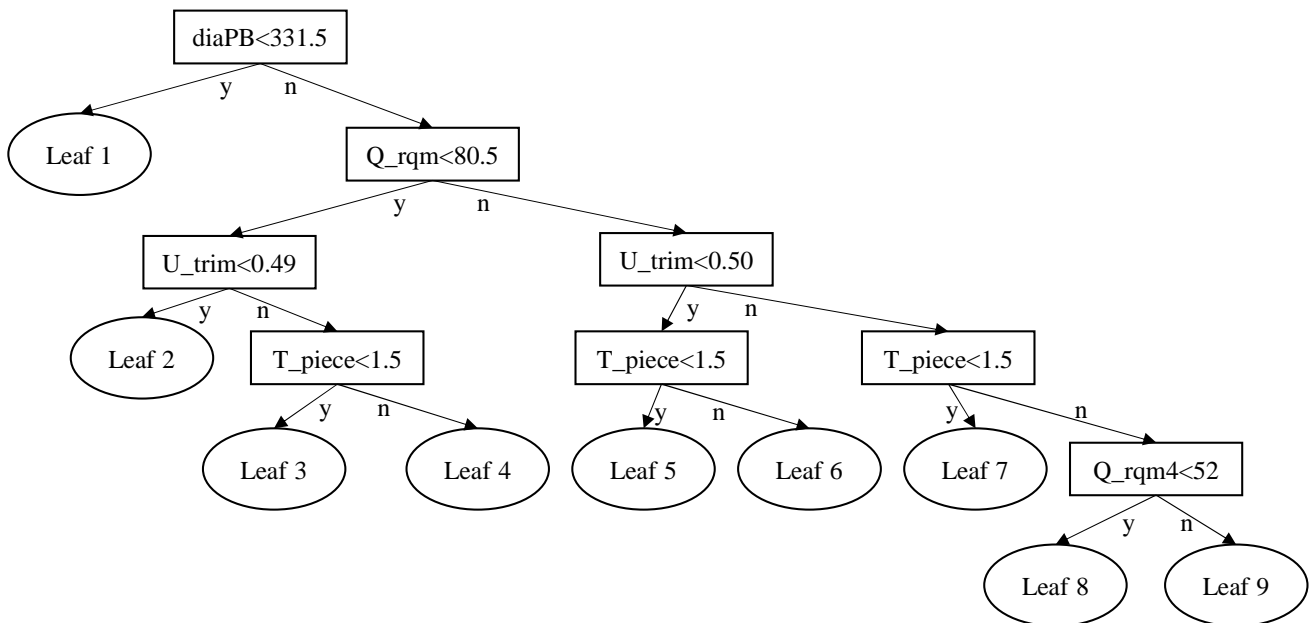 diaPB<331.5
y n
Leaf 1
Q_rqm<80.5
y n
U_trim<0.49
U_trim<0.50
y n
y n
Leaf 2
T_piece<1.5
T_piece<1.5
T_piece<1.5
y n
y n
y n
Leaf 3
Leaf 4
Leaf 5
Leaf 6
Leaf 7
Q_rqm4<52
y n
Leaf 8
Leaf 9